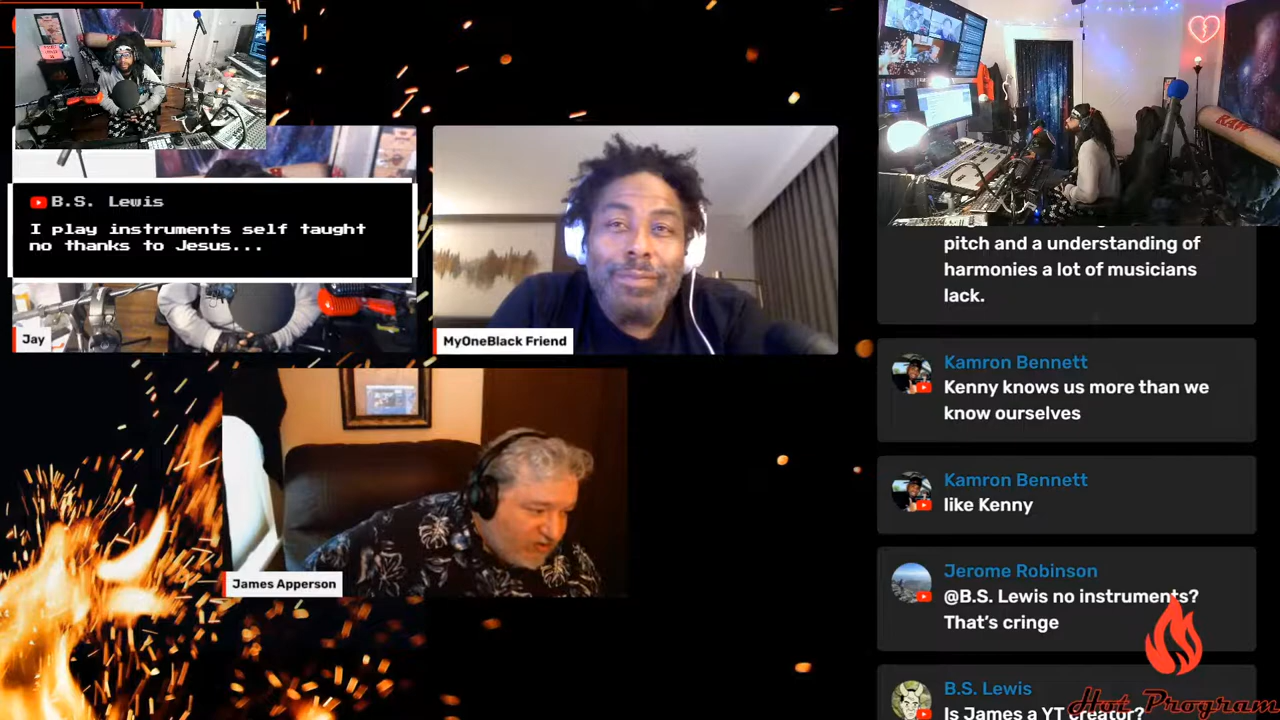 B.S. Lewis
I play instruments self taught
no thanks to Jesus...
Jay
MyOneBlack Friend
James Apperson
RAW
pitch and a understanding of
harmonies a lot of musicians
lack.
Kamron Bennett
Kenny knows us more than we
know ourselves
Kamron Bennett
like Kenny
Jerome Robinson
@B.S. Lewis no instruments?
That's cringe
B.S. Lewis
Is James a YT creator?
Hot Program